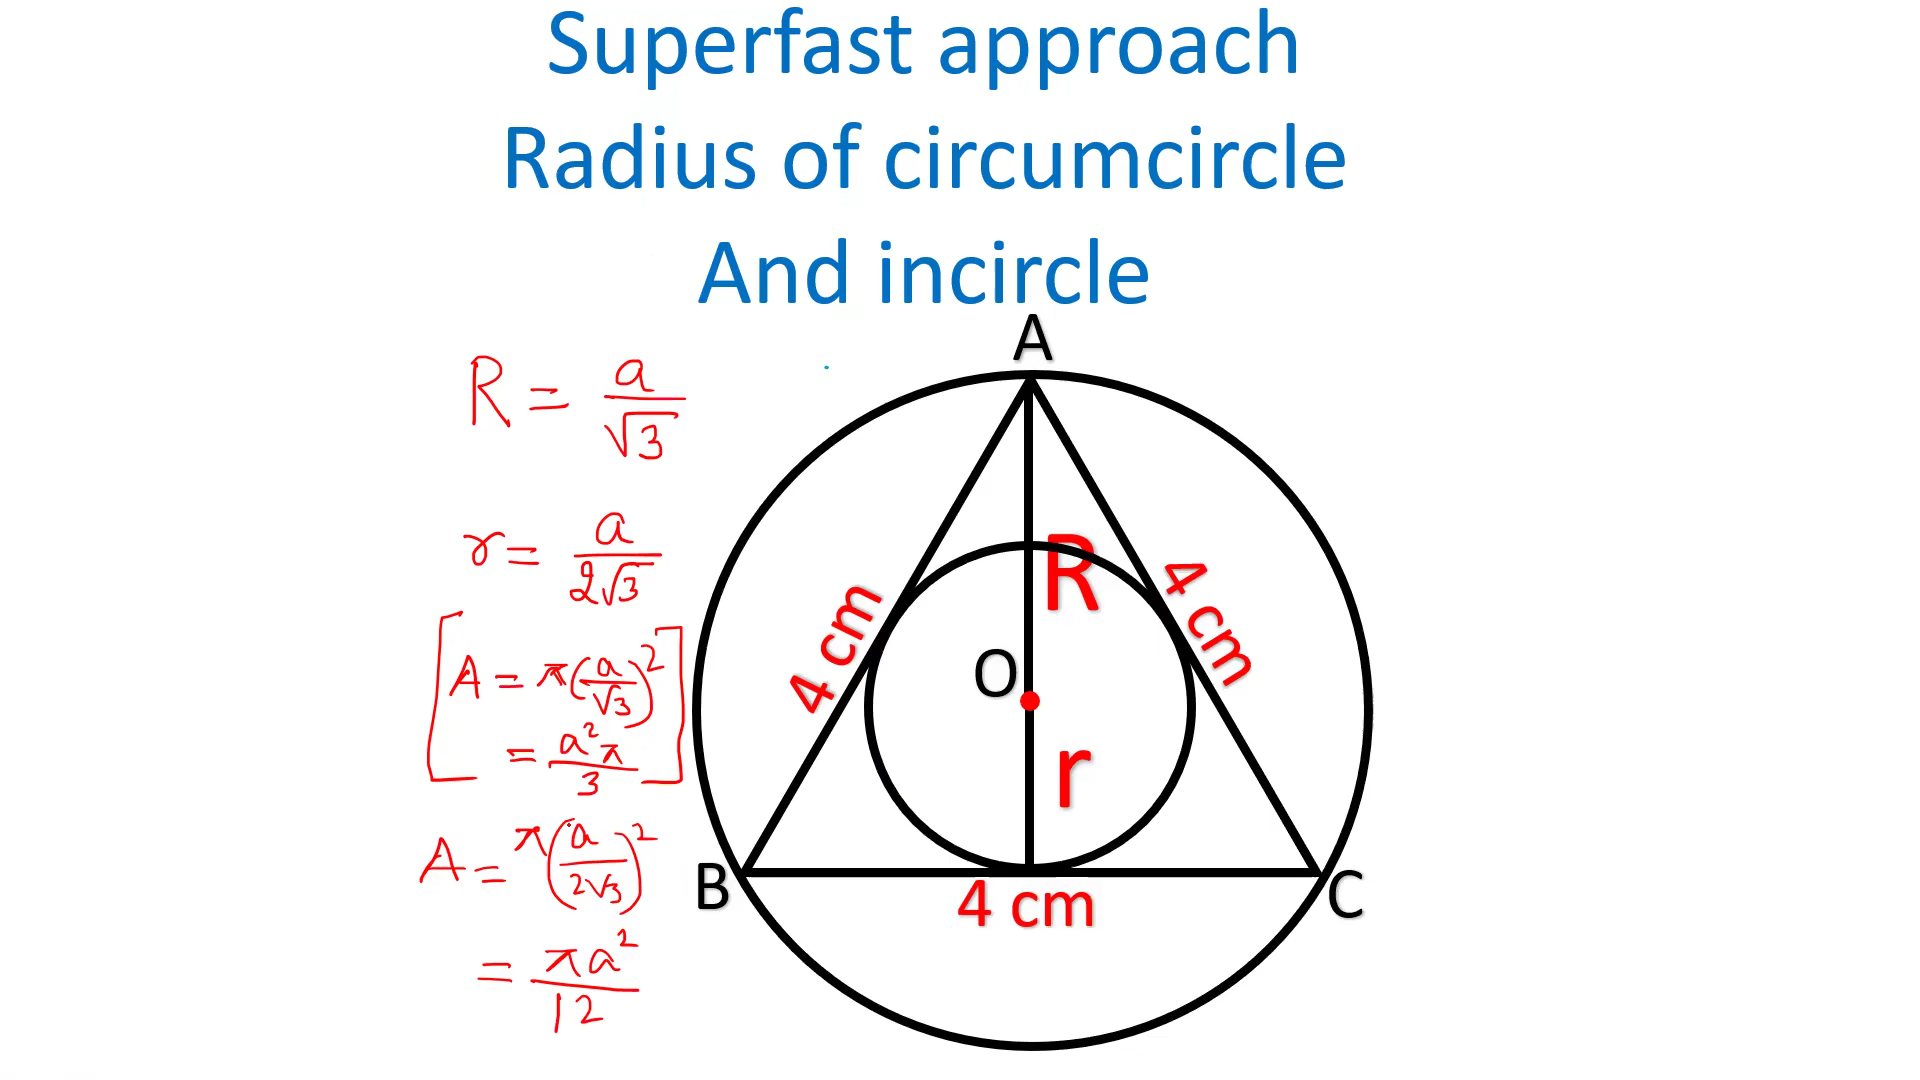 Superfast approach
Radius of circumcircle
And incircle
R = a/√3
r = a/2√3
[A = π(a/√3)²
= a²π/3]
A = π(a/2√3)²
= πa²/12
A
R
4 cm
4 cm
O
r
B
4 cm
C